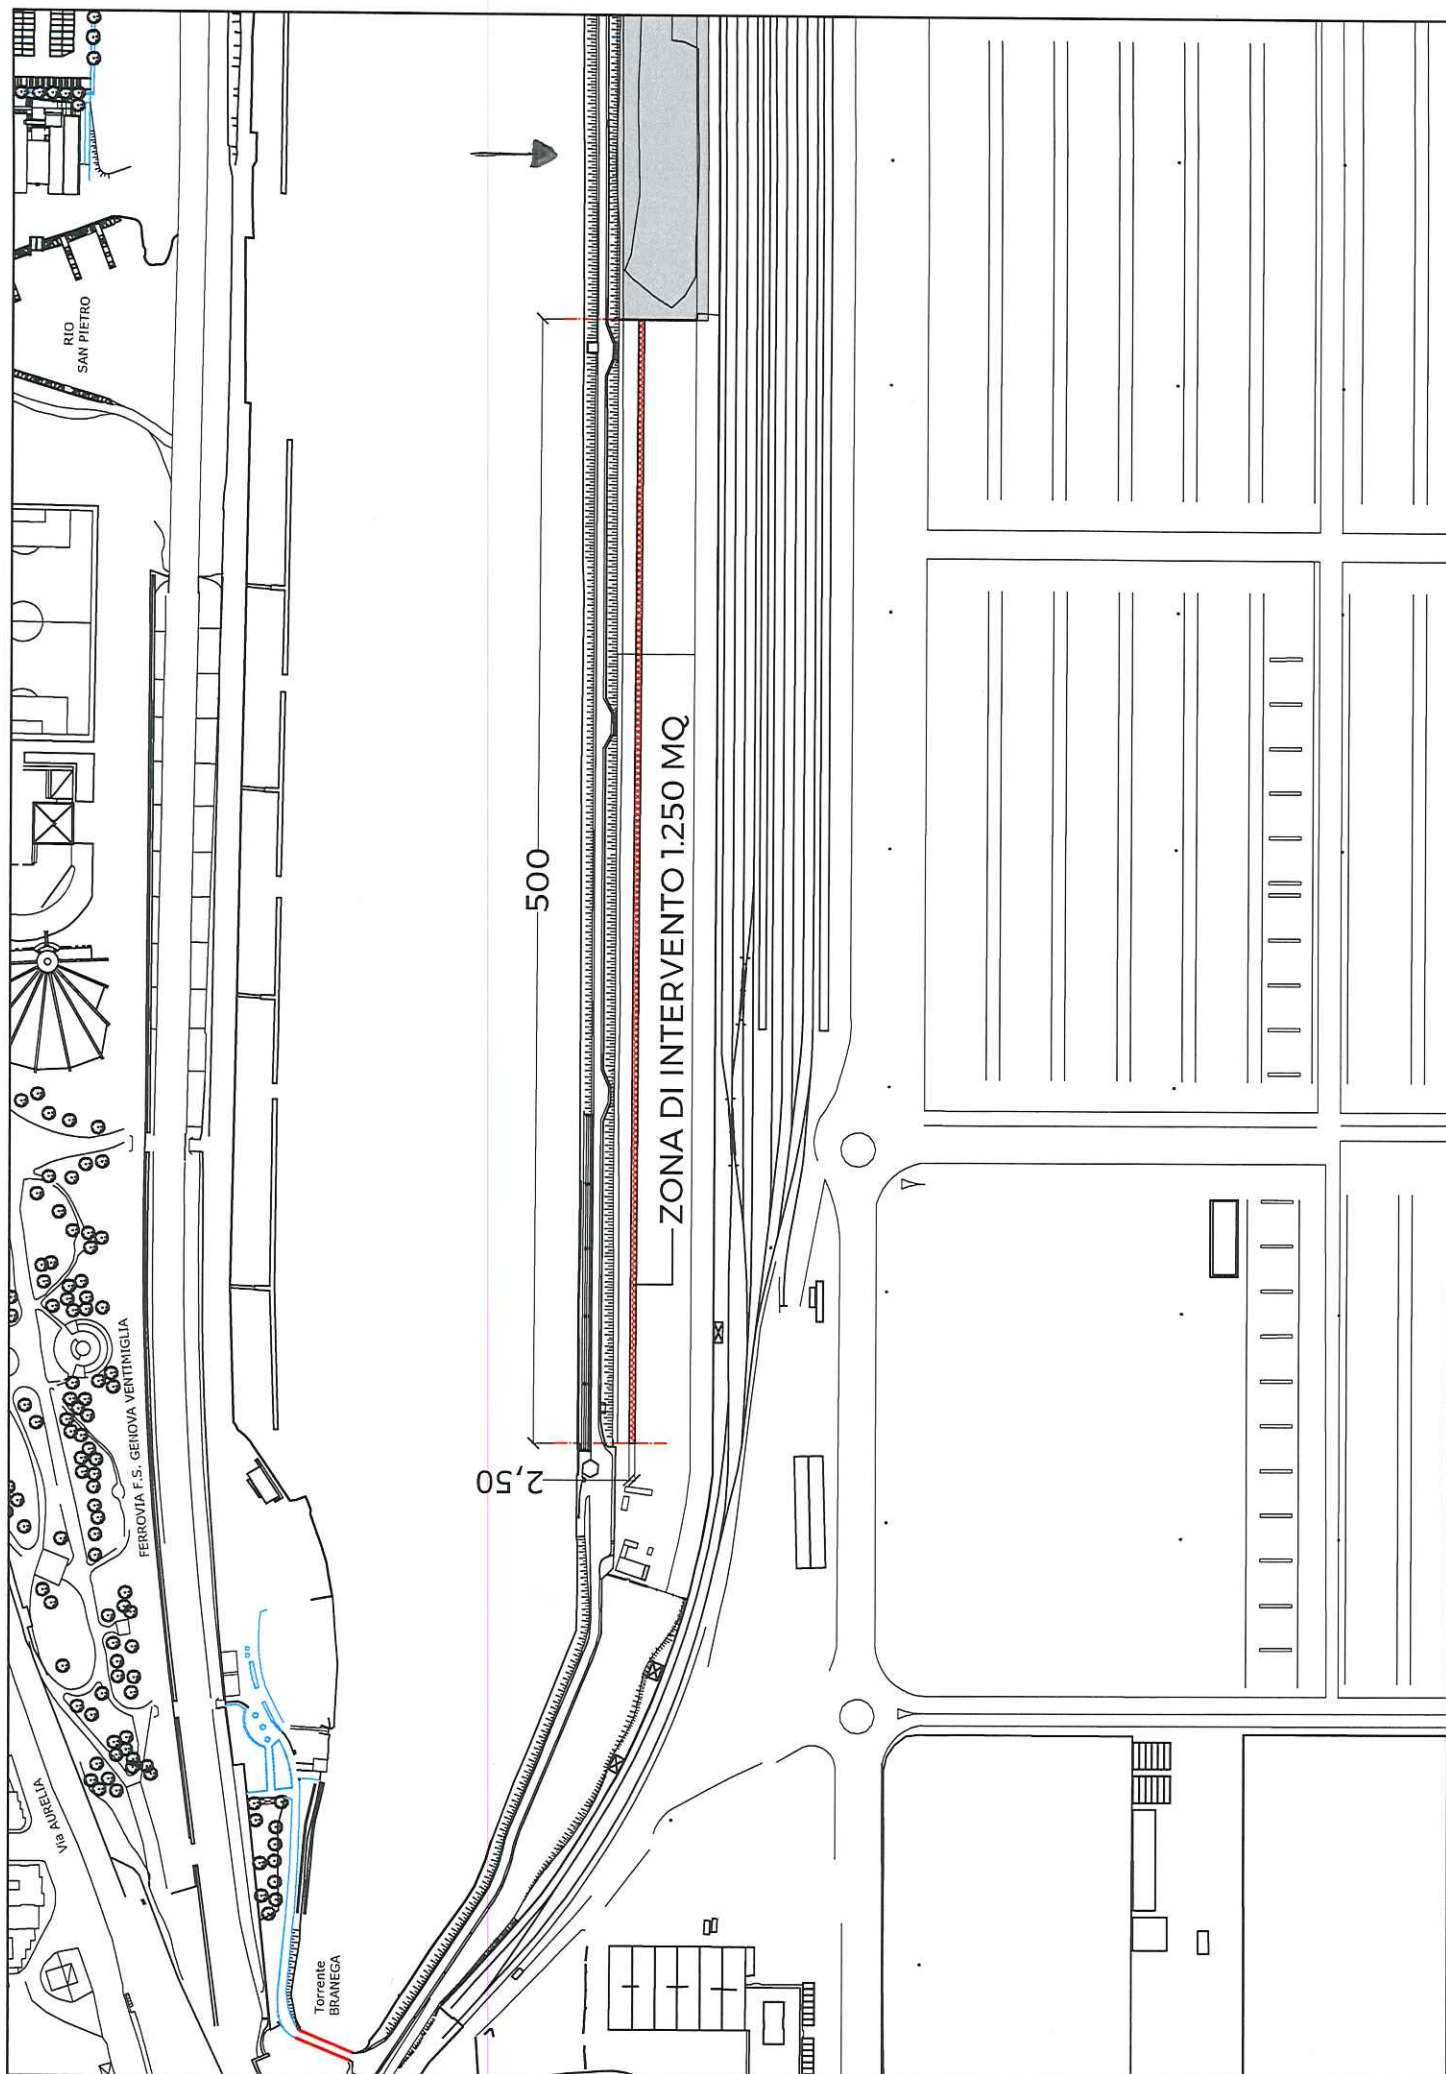 RIO
SAN PIETRO
500
ZONA DI INTERVENTO 1.250 MQ
2,50
FERROVIA F.S. GENOVA VENTIMIGLIA
Via AURELIA
Torrente
BRANEGA